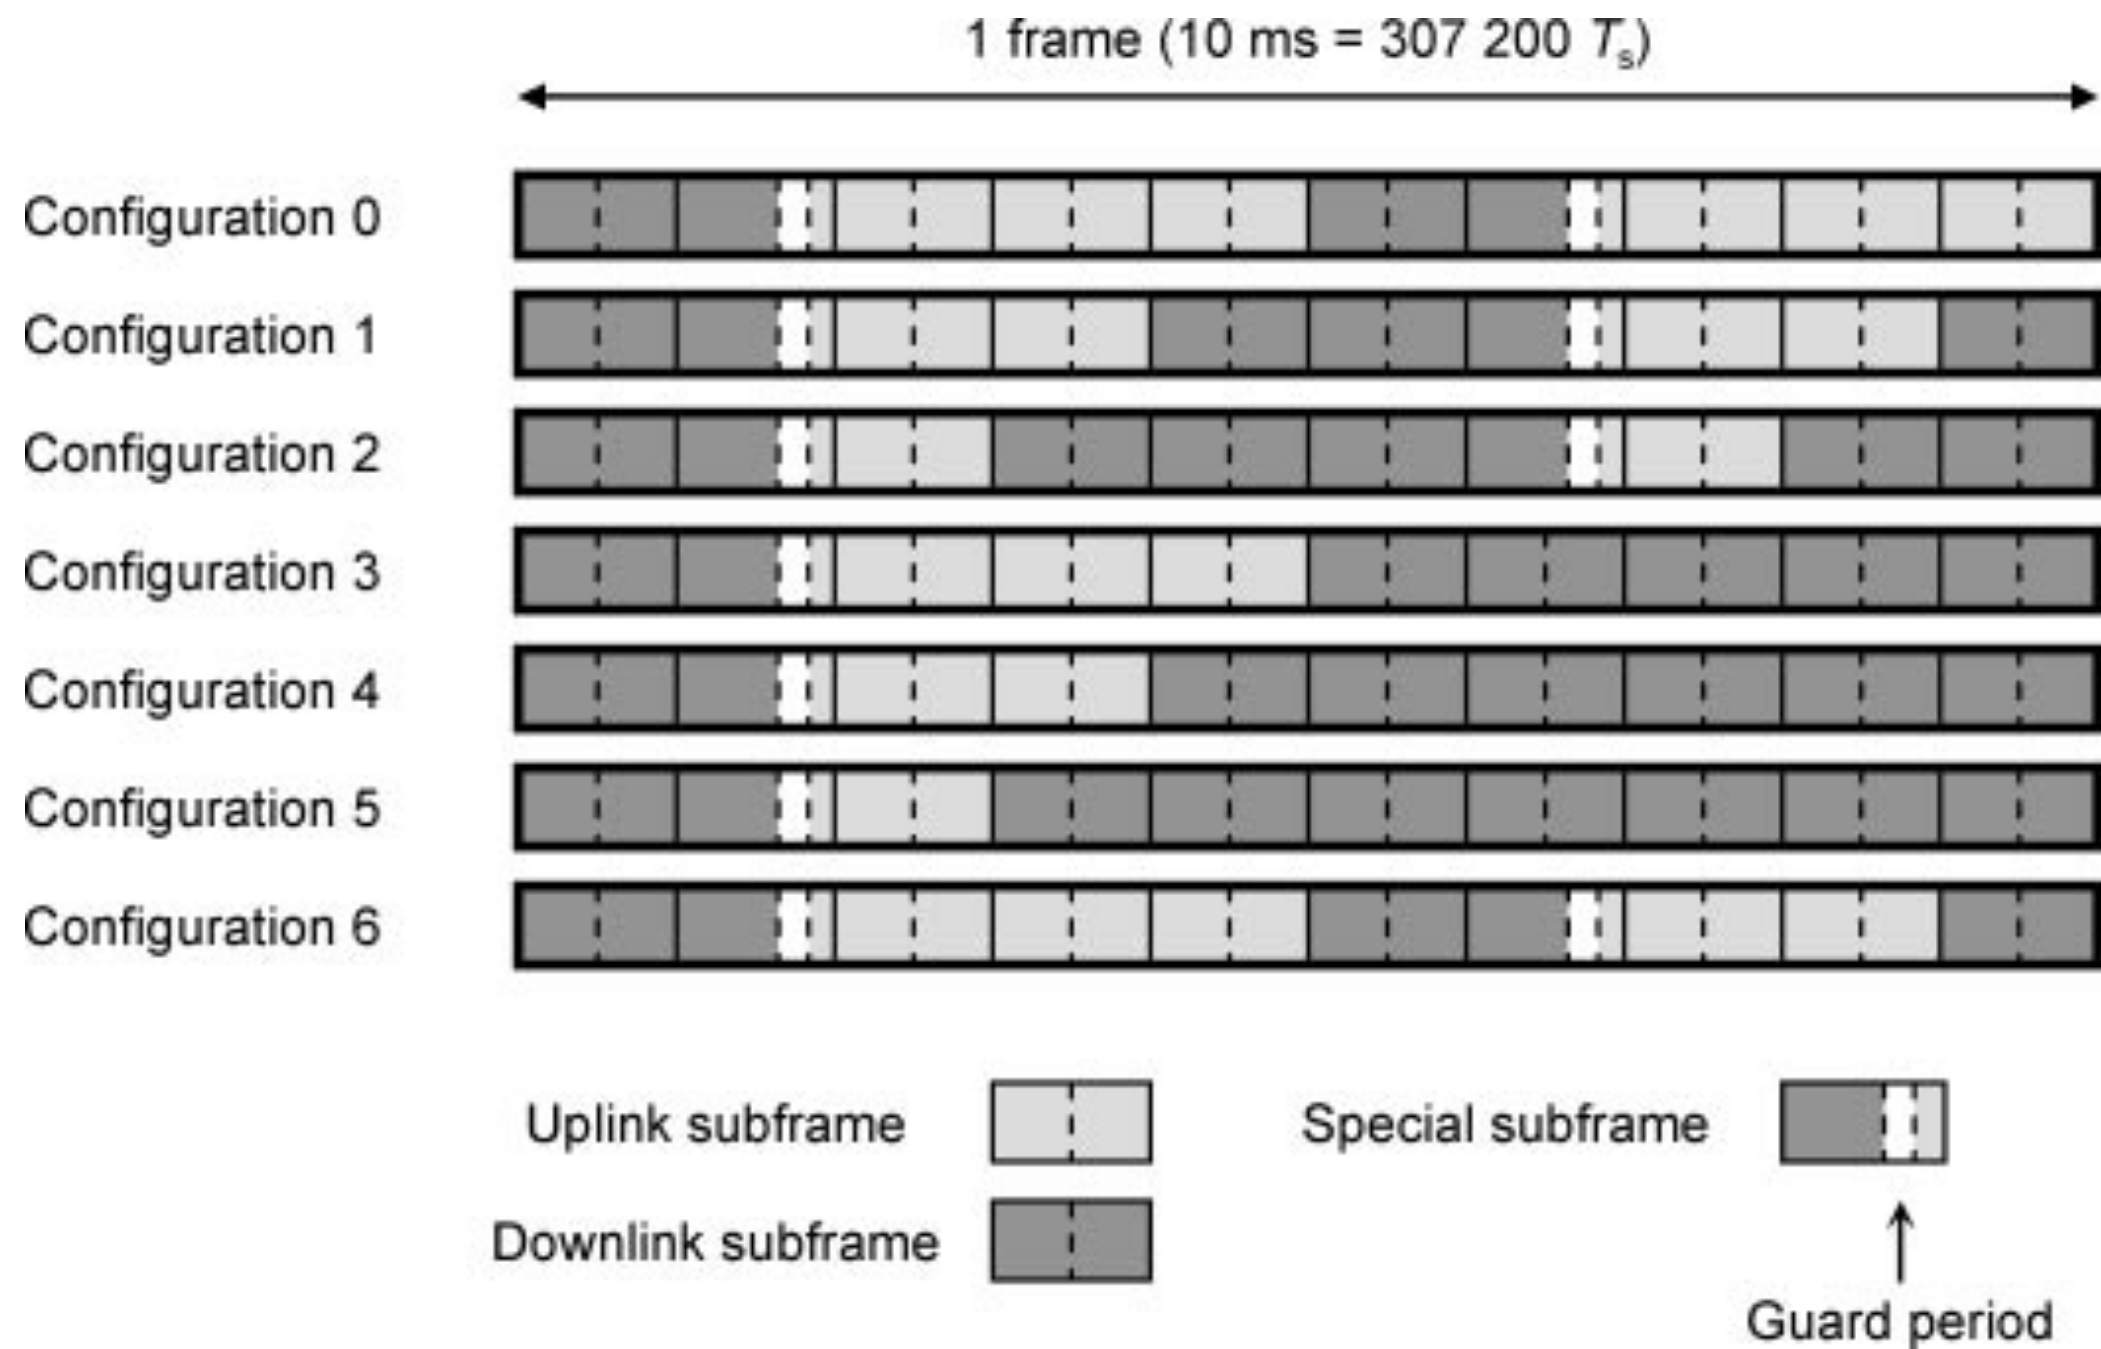 1 frame (10 ms = 307 200 Ts)
Configuration 0
Configuration 1
Configuration 2
Configuration 3
Configuration 4
Configuration 5
Configuration 6
Uplink subframe
Special subframe
Downlink subframe
Guard period